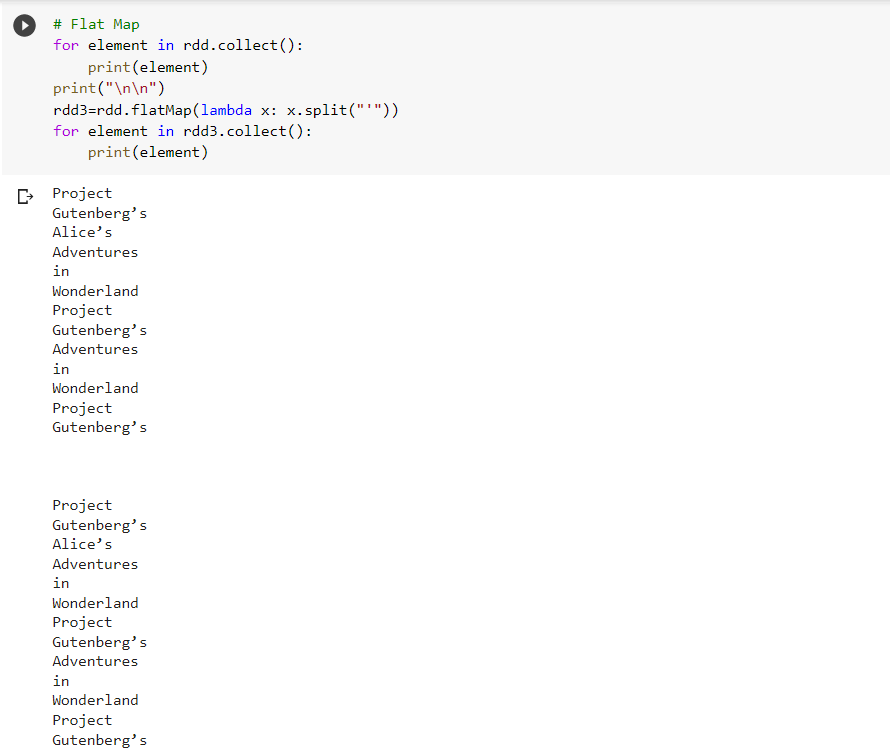 # Flat Map
for element in rdd.collect():
    print(element)
print("\n\n")
rdd3=rdd.flatMap(lambda x: x.split("'"))
for element in rdd3.collect():
    print(element)
Project
Gutenberg’s
Alice’s
Adventures
in
Wonderland
Project
Gutenberg’s
Adventures
in
Wonderland
Project
Gutenberg’s
Project
Gutenberg’s
Alice’s
Adventures
in
Wonderland
Project
Gutenberg’s
Adventures
in
Wonderland
Project
Gutenberg’s